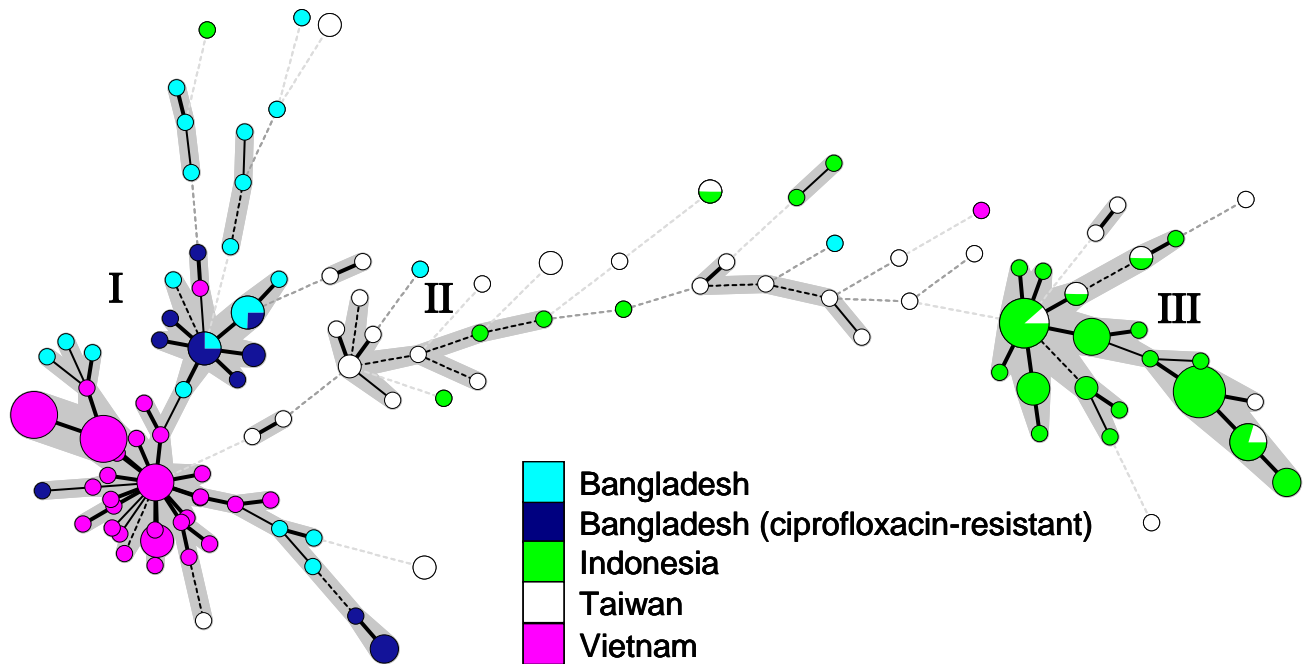 I
II
III
Bangladesh
Bangladesh (ciprofloxacin-resistant)
Indonesia
Taiwan
Vietnam